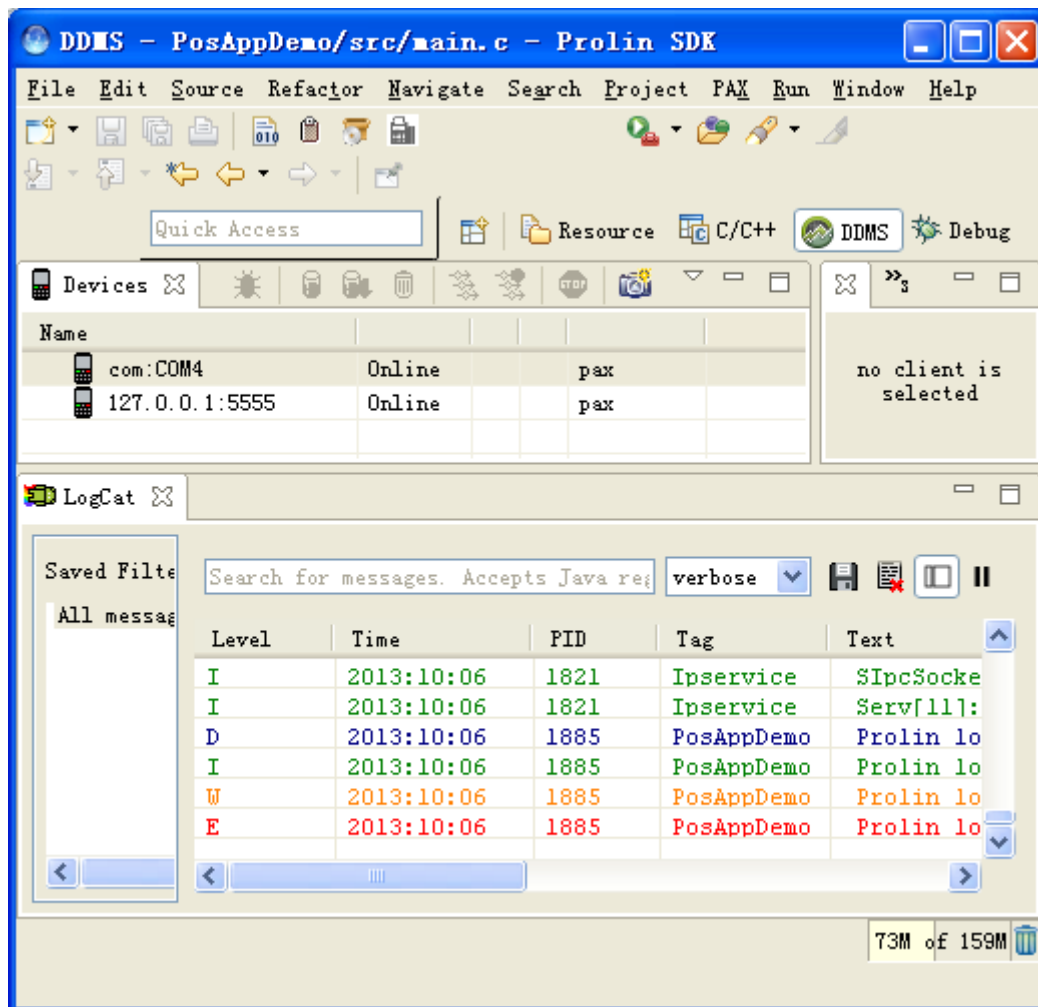 DDMS - PosAppDemo/src/main.c - Prolin SDK
File Edit Source Refactor Navigate Search Project PAX Run Window Help
010
Quick Access Resource C/C++ DDMS Debug
Devices STOP »3
Name
com:COM4 Online pax
127.0.0.1:5555 Online pax
no client is
selected
LogCat
Saved Filte
Search for messages. Accepts Java reg verbose
All messag
Level Time PID Tag Text
I 2013:10:06 1821 Ipservice SIpcSocke
I 2013:10:06 1821 Ipservice Serv[11]:
D 2013:10:06 1885 PosAppDemo Prolin lo
I 2013:10:06 1885 PosAppDemo Prolin lo
W 2013:10:06 1885 PosAppDemo Prolin lo
E 2013:10:06 1885 PosAppDemo Prolin lo
73M of 159M